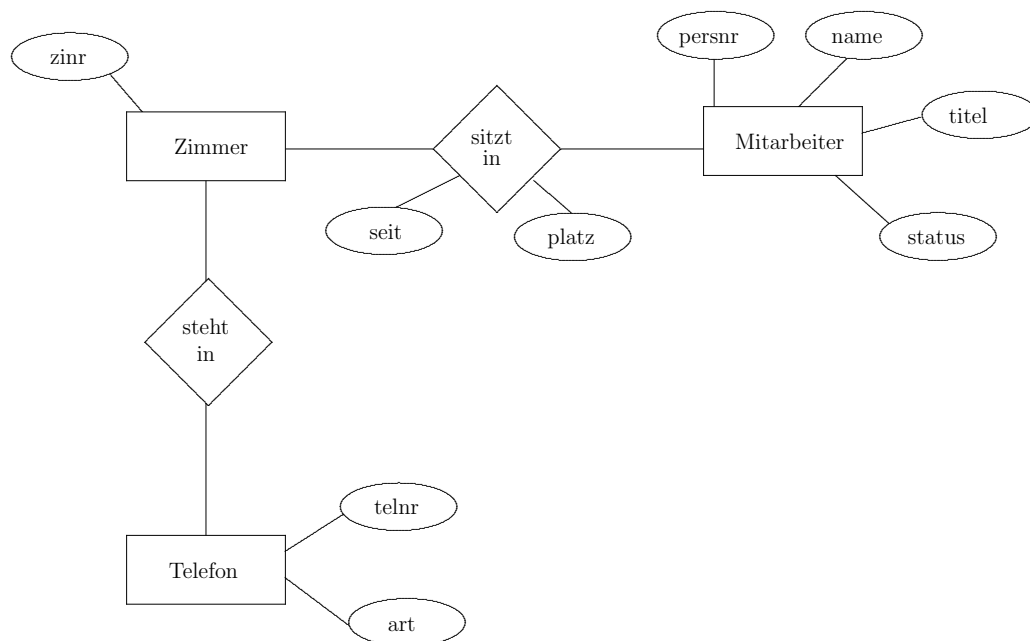 persnr
name
zinr
titel
Zimmer
sitzt
in
Mitarbeiter
seit
platz
status
steht
in
telnr
Telefon
art